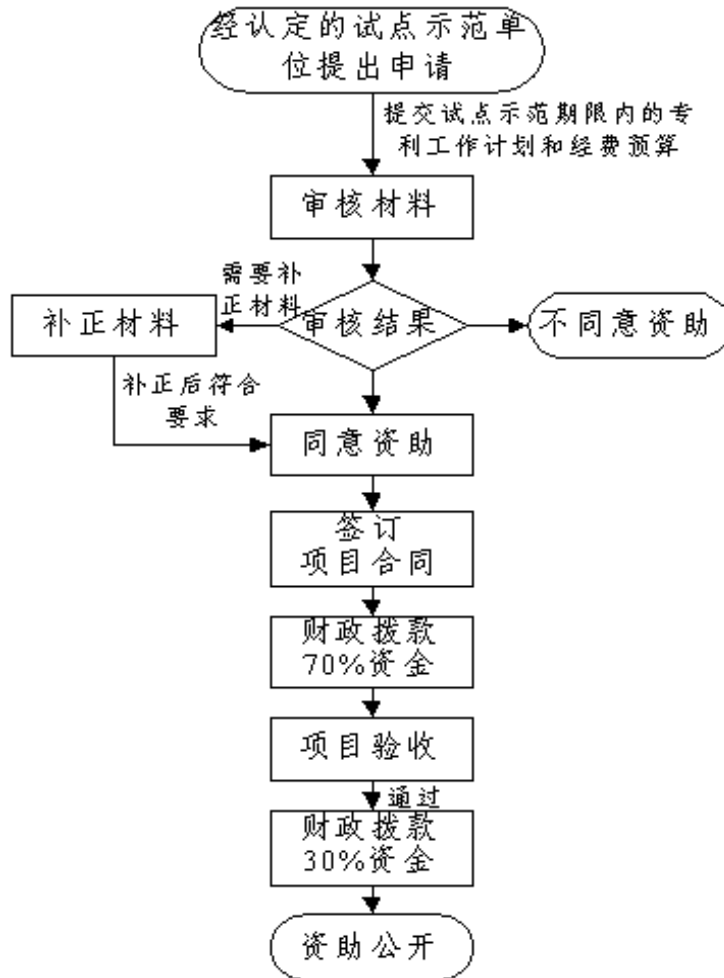 经认定的试点示范单
位提出申请
提交试点示范期限内的专
利工作计划和经费预算
审核材料
需要补
正材料
补正材料
审核结果
不同意资助
补正后符合
要求
同意资助
签订
项目合同
财政拨款
70%资金
项目验收
通过
财政拨款
30%资金
资助公开